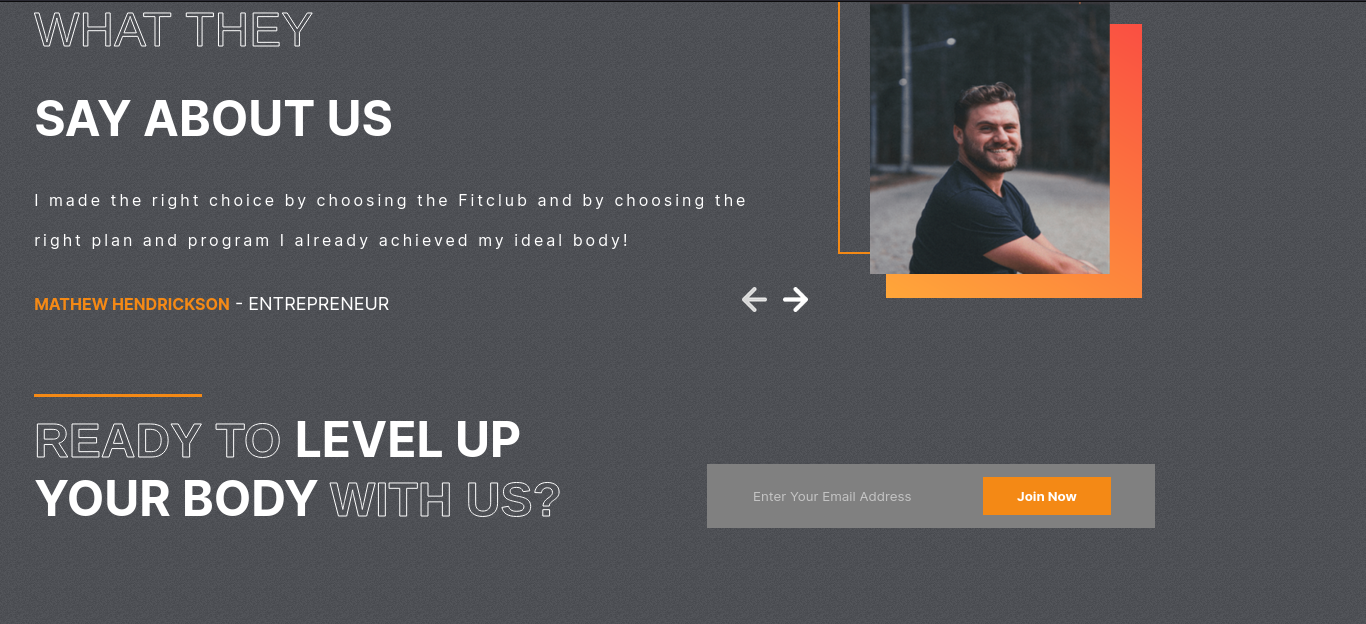 WHAT THEY
SAY ABOUT US
I made the right choice by choosing the Fitclub and by choosing the
right plan and program I already achieved my ideal body!
MATHEW HENDRICKSON - ENTREPRENEUR
READY TO LEVEL UP
YOUR BODY WITH US?
Enter Your Email Address
Join Now